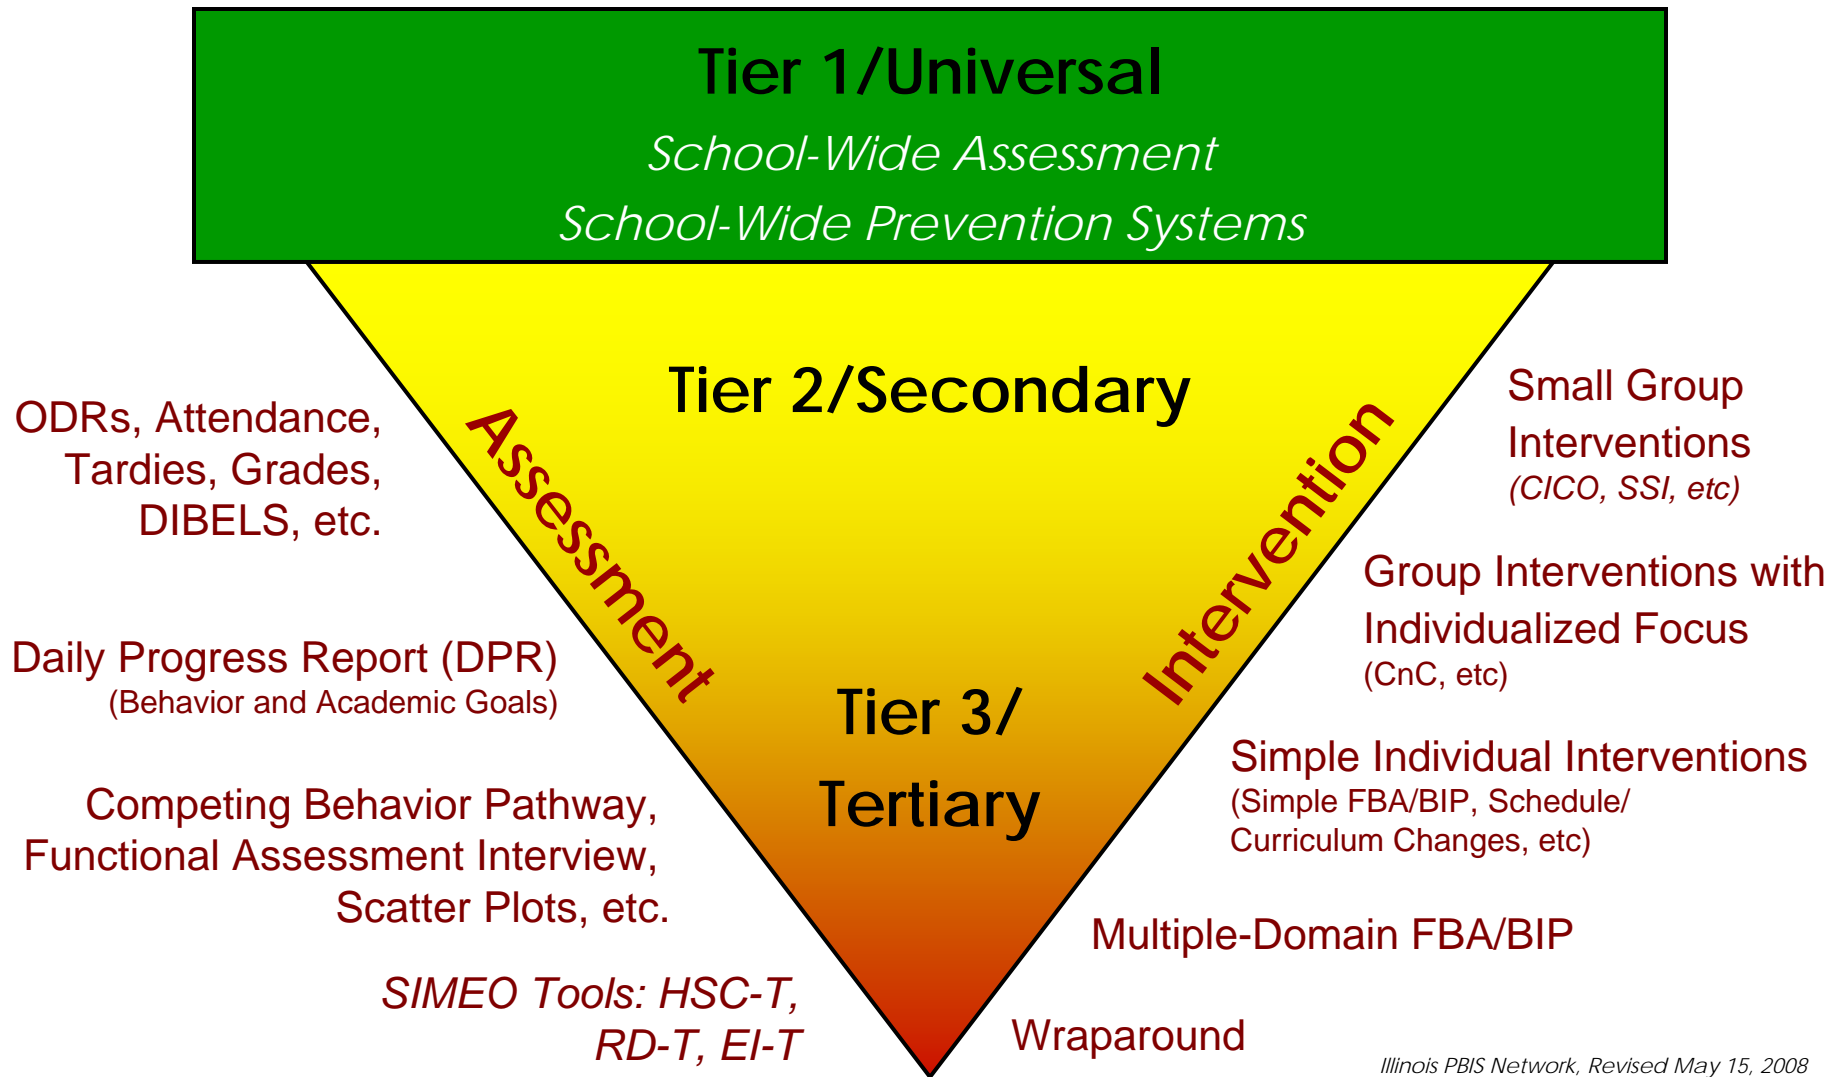 Tier 1/Universal
School-Wide Assessment
School-Wide Prevention Systems
Tier 2/Secondary
Assessment
Intervention
Tier 3/
Tertiary
ODRs, Attendance,
Tardies, Grades,
DIBELS, etc.
Daily Progress Report (DPR)
(Behavior and Academic Goals)
Competing Behavior Pathway,
Functional Assessment Interview,
Scatter Plots, etc.
SIMEO Tools: HSC-T,
RD-T, EI-T
Small Group
Interventions
(CICO, SSI, etc)
Group Interventions with
Individualized Focus
(CnC, etc)
Simple Individual Interventions
(Simple FBA/BIP, Schedule/
Curriculum Changes, etc)
Multiple-Domain FBA/BIP
Wraparound
Illinois PBIS Network, Revised May 15, 2008